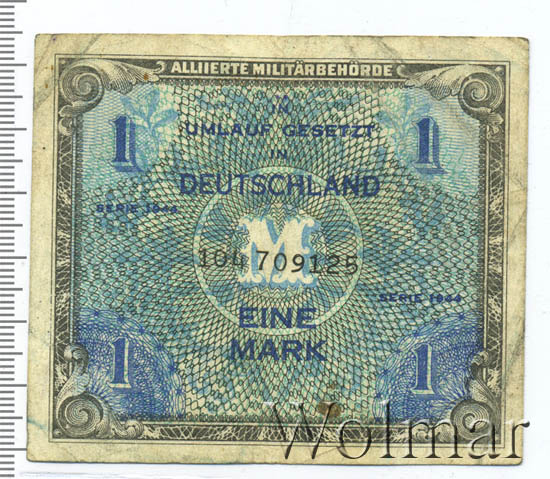 ALLIIERTE MILITÄRBEHÖRDE
IN
UMLAUF GESETZT
1 1
IN
DEUTSCHLAND
SERIE 1944
M
104 709125
SERIE 1944
EINE
MARK
1 1
Wolmar